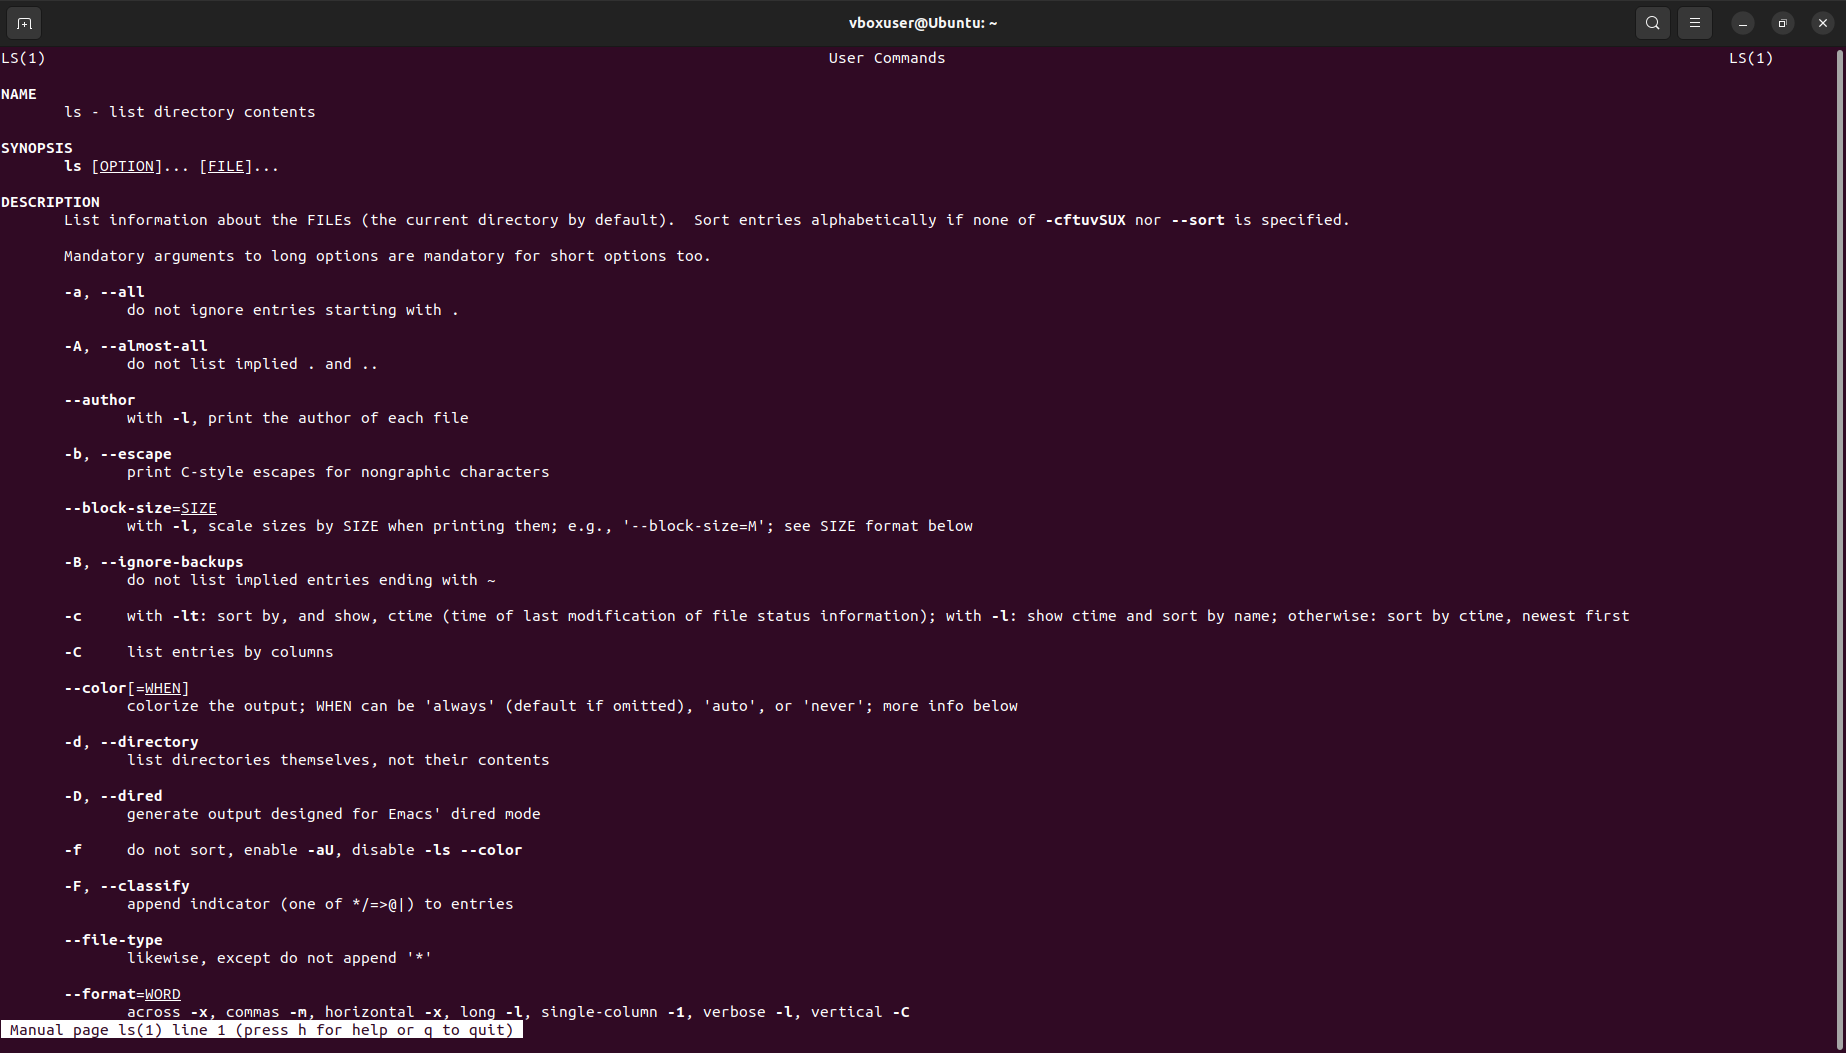 vboxuser@Ubuntu: ~
LS(1) User Commands LS(1)
NAME
ls - list directory contents
SYNOPSIS
ls [OPTION]... [FILE]...
DESCRIPTION
List information about the FILEs (the current directory by default).  Sort entries alphabetically if none of -cftuvSUX nor --sort is specified.
Mandatory arguments to long options are mandatory for short options too.
-a, --all
do not ignore entries starting with .
-A, --almost-all
do not list implied . and ..
--author
with -l, print the author of each file
-b, --escape
print C-style escapes for nongraphic characters
--block-size=SIZE
with -l, scale sizes by SIZE when printing them; e.g., '--block-size=M'; see SIZE format below
-B, --ignore-backups
do not list implied entries ending with ~
-c with -lt: sort by, and show, ctime (time of last modification of file status information); with -l: show ctime and sort by name; otherwise: sort by ctime, newest first
-C list entries by columns
--color[=WHEN]
colorize the output; WHEN can be 'always' (default if omitted), 'auto', or 'never'; more info below
-d, --directory
list directories themselves, not their contents
-D, --dired
generate output designed for Emacs' dired mode
-f do not sort, enable -aU, disable -ls --color
-F, --classify
append indicator (one of */=>@|) to entries
--file-type
likewise, except do not append '*'
--format=WORD
across -x, commas -m, horizontal -x, long -l, single-column -1, verbose -l, vertical -C
Manual page ls(1) line 1 (press h for help or q to quit)